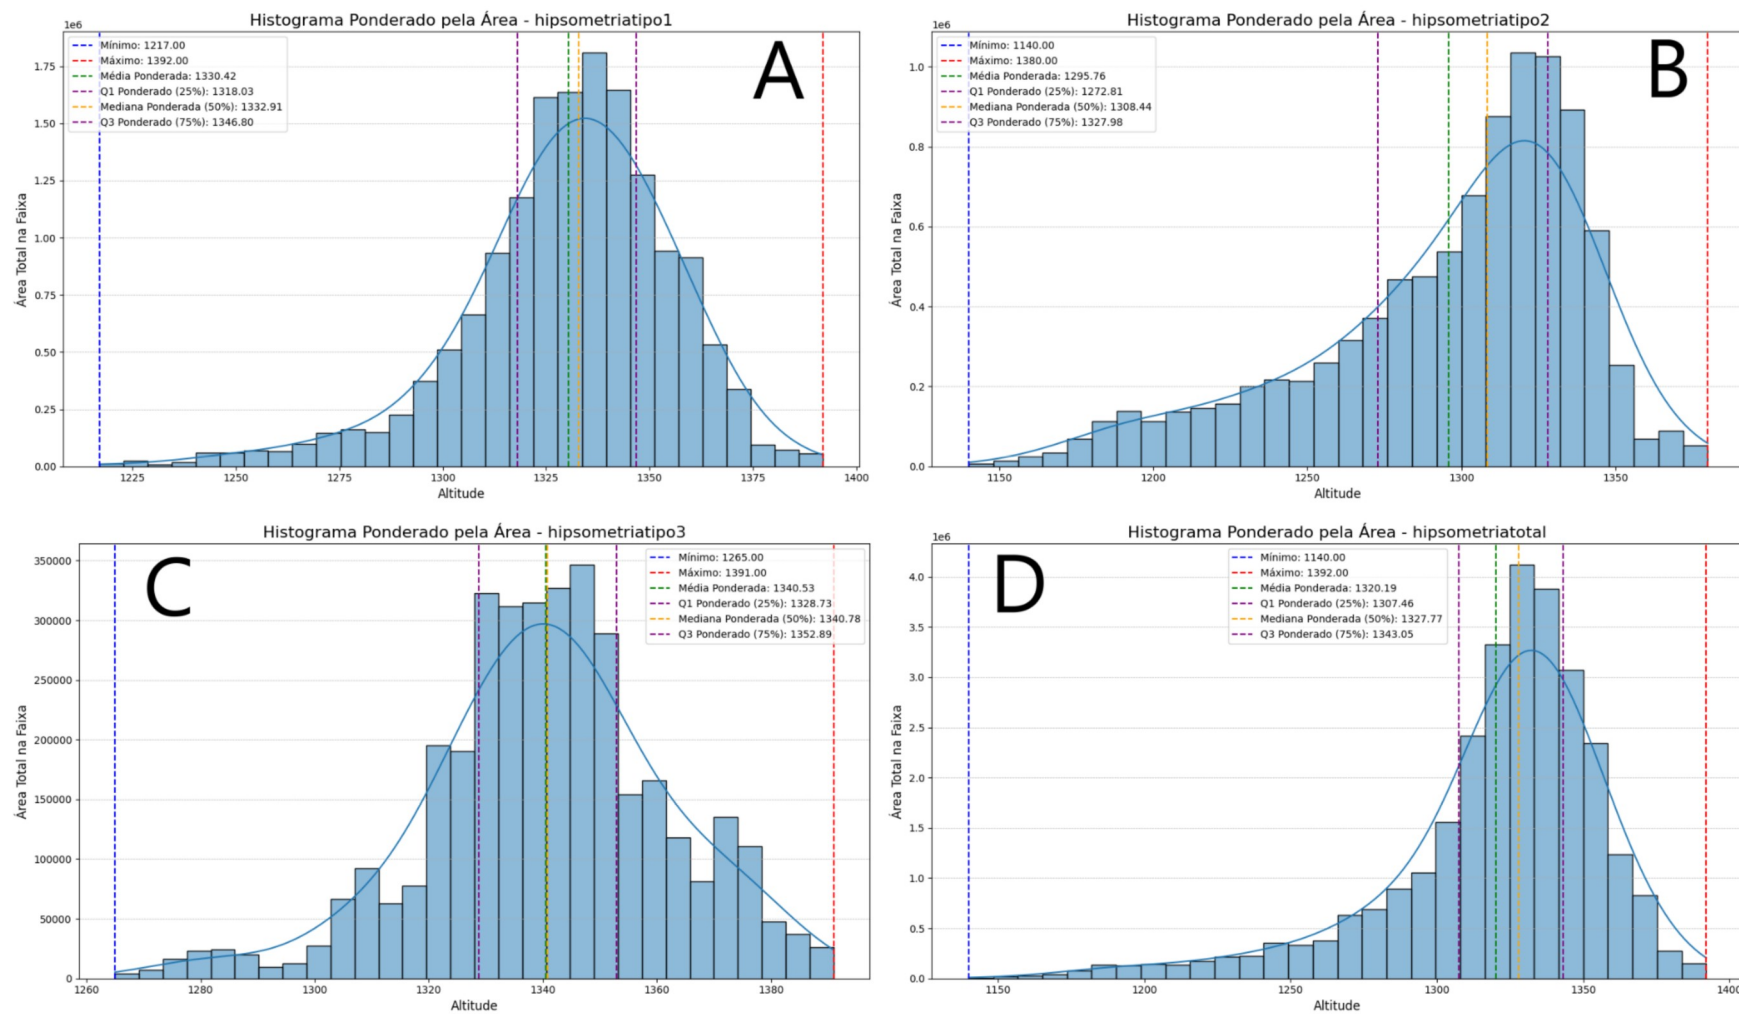 Histograma Ponderado pela Área - hipsometriatipo1
1e6
Mínimo: 1217.00
Máximo: 1392.00
Média Ponderada: 1330.42
Q1 Ponderado (25%): 1318.03
Mediana Ponderada (50%): 1332.91
Q3 Ponderado (75%): 1346.80
A
1.75
1.50
1.25
1.00
0.75
0.50
0.25
0.00
Área Total na Faixa
1225 1250 1275 1300 1325 1350 1375 1400
Altitude
Histograma Ponderado pela Área - hipsometriatipo2
1e6
Mínimo: 1140.00
Máximo: 1380.00
Média Ponderada: 1295.76
Q1 Ponderado (25%): 1272.81
Mediana Ponderada (50%): 1308.44
Q3 Ponderado (75%): 1327.98
B
1.0
0.8
0.6
0.4
0.2
0.0
Área Total na Faixa
1150 1200 1250 1300 1350
Altitude
Histograma Ponderado pela Área - hipsometriatipo3
C
Mínimo: 1265.00
Máximo: 1391.00
Média Ponderada: 1340.53
Q1 Ponderado (25%): 1328.73
Mediana Ponderada (50%): 1340.78
Q3 Ponderado (75%): 1352.89
350000
300000
250000
200000
150000
100000
50000
0
Área Total na Faixa
1260 1280 1300 1320 1340 1360 1380
Altitude
Histograma Ponderado pela Área - hipsometriatotal
1e6
D
Mínimo: 1140.00
Máximo: 1392.00
Média Ponderada: 1320.19
Q1 Ponderado (25%): 1307.46
Mediana Ponderada (50%): 1327.77
Q3 Ponderado (75%): 1343.05
4.0
3.5
3.0
2.5
2.0
1.5
1.0
0.5
0.0
Área Total na Faixa
1150 1200 1250 1300 1350 1400
Altitude